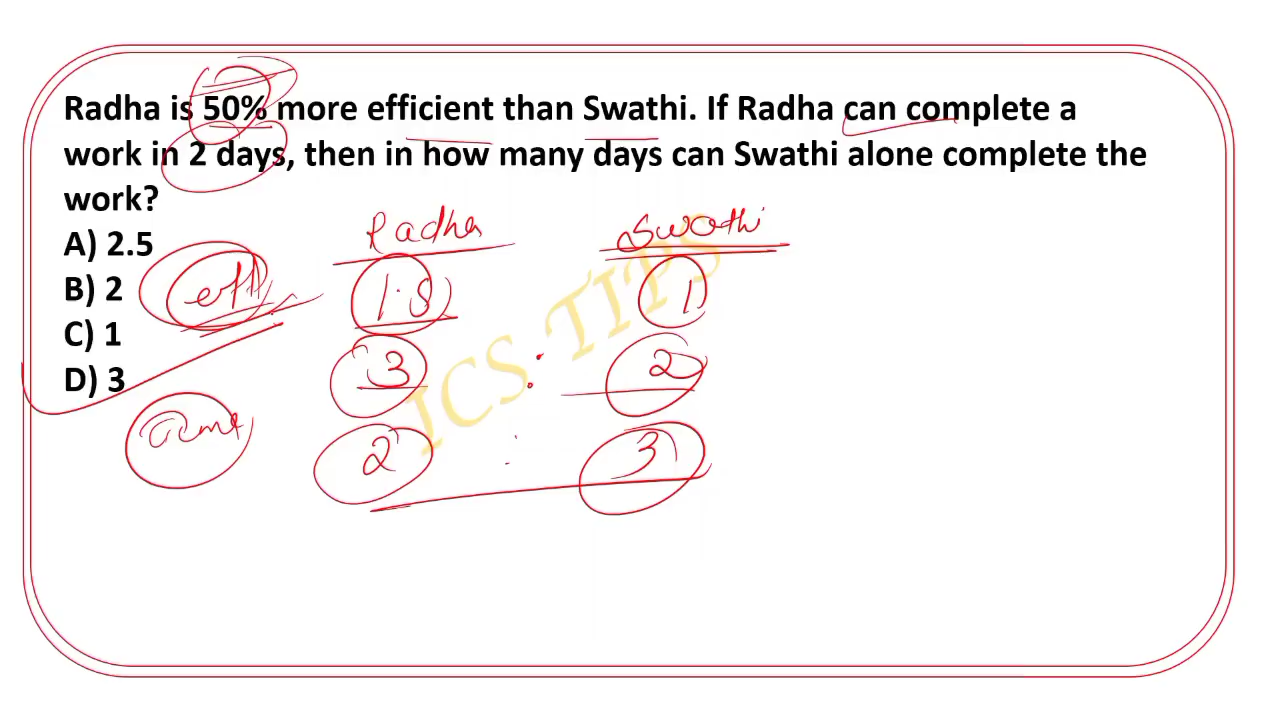 Radha is 50% more efficient than Swathi. If Radha can complete a
work in 2 days, then in how many days can Swathi alone complete the
work?
A) 2.5
B) 2
C) 1
D) 3
Radha Swathi
eff 1.5 1
3 : 2
2 : 3
ICS TIPS